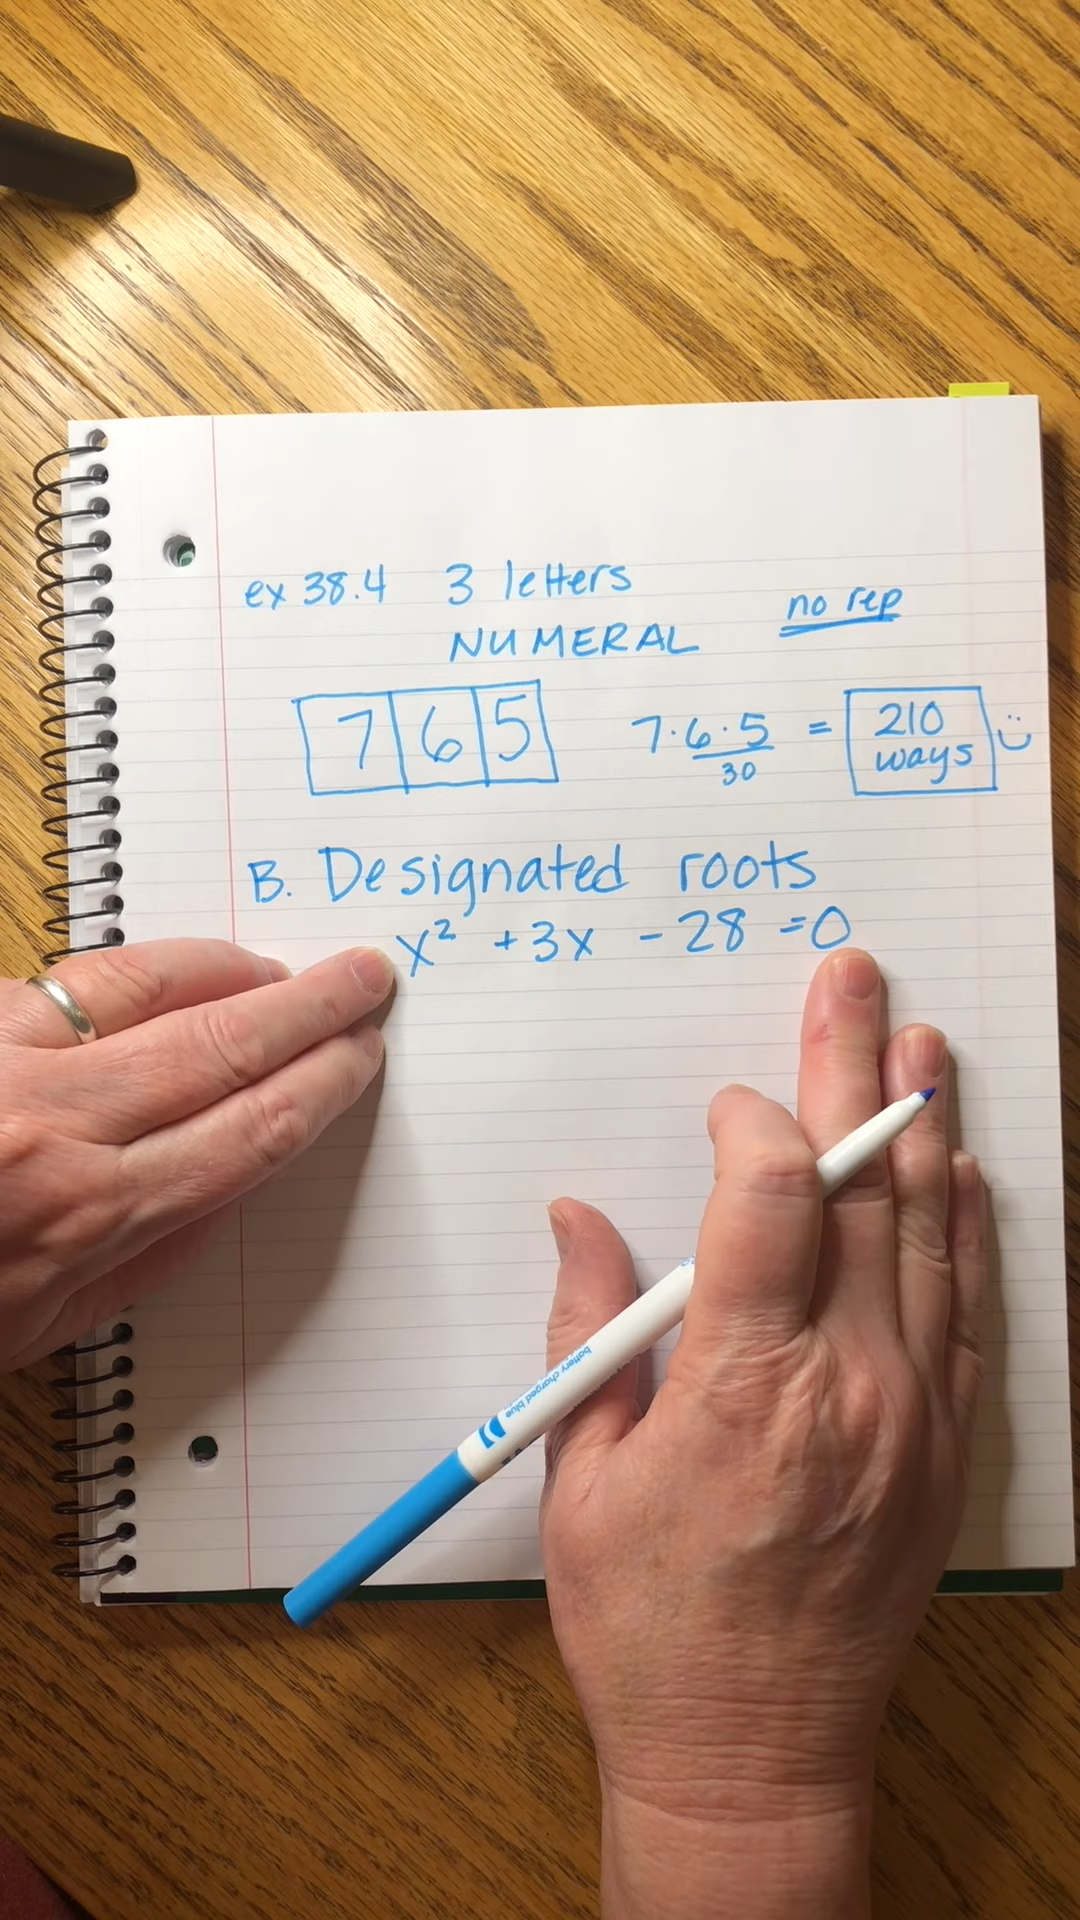 ex 38.4 3 letters
no rep
NUMERAL
7 6 5 7·6·5 = 210
30 ways
B. Designated roots
x² + 3x - 28 = 0
battery charged blue